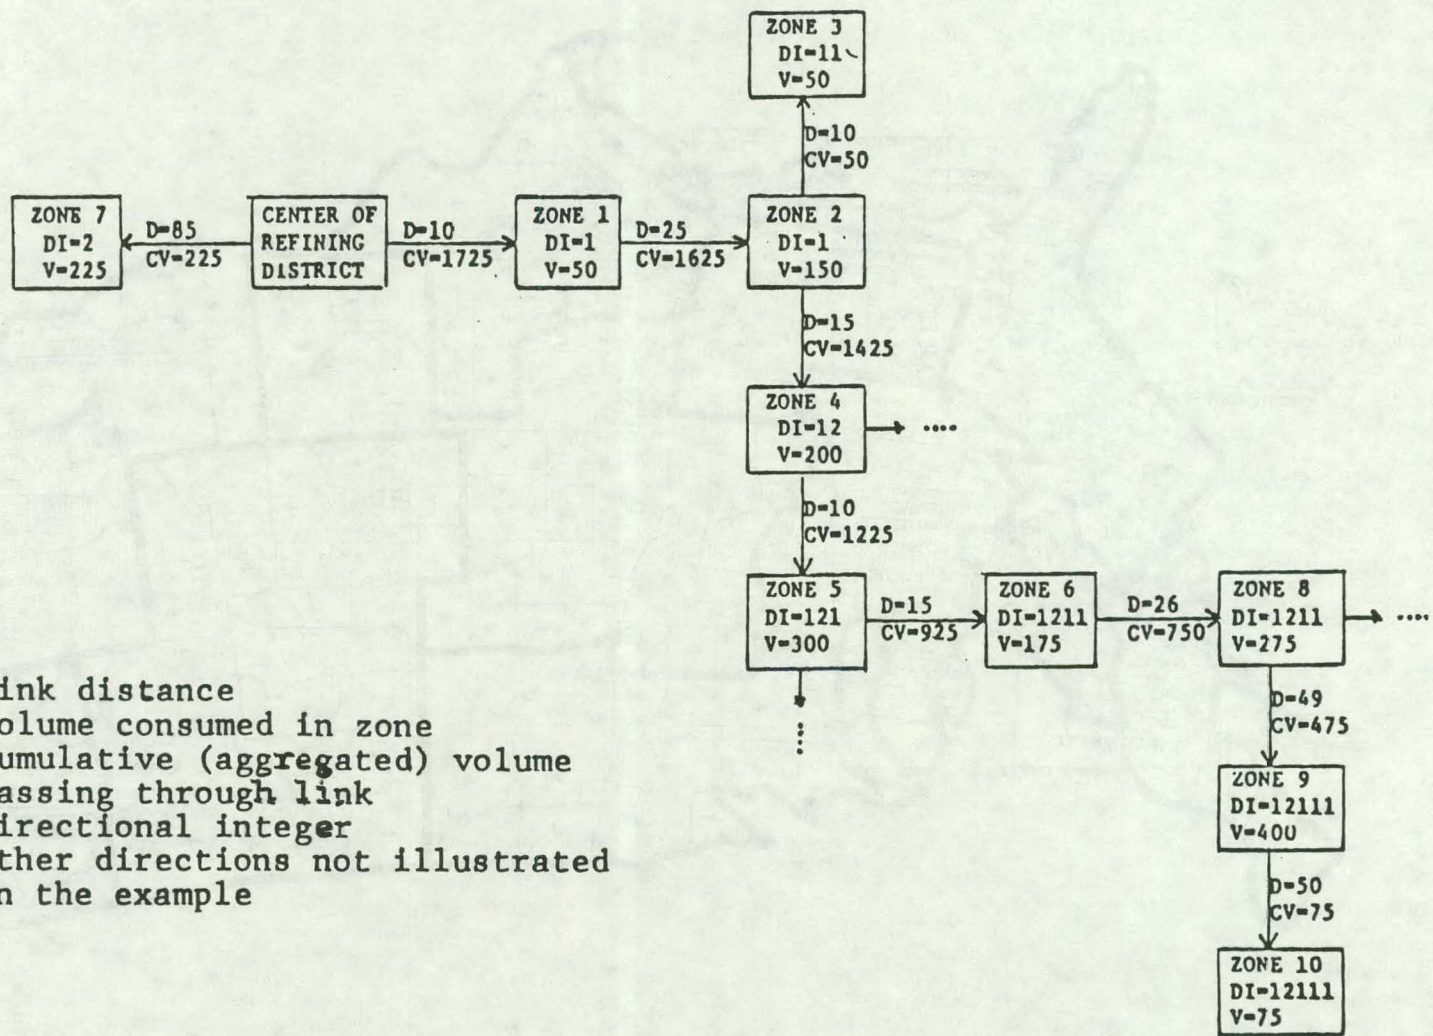 ZONE 3
DI=11
V=50
D=10
CV=50
ZONE 7
DI=2
V=225
D=85
CV=225
CENTER OF
REFINING
DISTRICT
D=10
CV=1725
ZONE 1
DI=1
V=50
D=25
CV=1625
ZONE 2
DI=1
V=150
D=15
CV=1425
ZONE 4
DI=12
V=200
....
D=10
CV=1225
ZONE 5
DI=121
V=300
D=15
CV=925
ZONE 6
DI=1211
V=175
D=26
CV=750
ZONE 8
DI=1211
V=275
....
D=49
CV=475
ZONE 9
DI=12111
V=400
D=50
CV=75
ZONE 10
DI=12111
V=75
ink distance
olume consumed in zone
umulative (aggregated) volume
assing through link
irectional integer
ther directions not illustrated
n the example